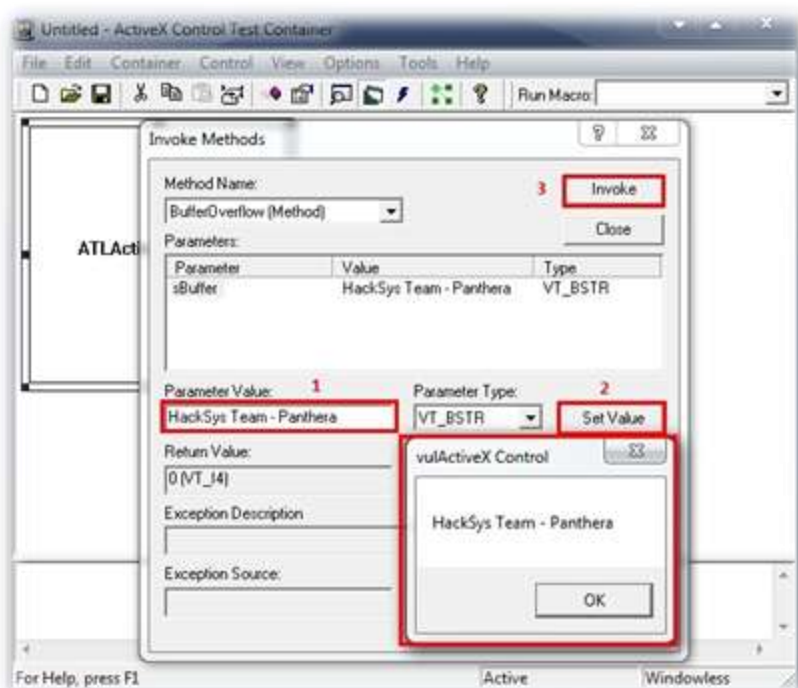 Untitled - ActiveX Control Test Container
File Edit Container Control View Options Tools Help
Run Macro:
Invoke Methods
Method Name:
3 Invoke
BufferOverflow (Method)
Close
ATLActi
Parameters:
Parameter Value Type
sBuffer HackSys Team - Panthera VT_BSTR
Parameter Value: 1 Parameter Type: 2
HackSys Team - Panthera VT_BSTR Set Value
Return Value:
vulActiveX Control
0 (VT_I4)
Exception Description
HackSys Team - Panthera
Exception Source:
OK
For Help, press F1 Active Windowless